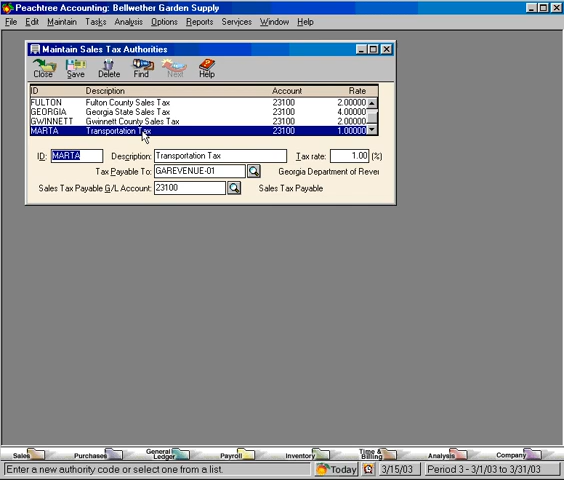 Peachtree Accounting: Bellwether Garden Supply
File Edit Maintain Tasks Analysis Options Reports Services Window Help
Maintain Sales Tax Authorities
Close Save Delete Find Next Help
ID Description Account Rate
FULTON Fulton County Sales Tax 23100 2.00000
GEORGIA Georgia State Sales Tax 23100 4.00000
GWINNETT Gwinnett County Sales Tax 23100 2.00000
MARTA Transportation Tax 23100 1.00000
ID: MARTA Description: Transportation Tax Tax rate: 1.00 (%)
Tax Payable To: GAREVENUE-01 Georgia Department of Rever
Sales Tax Payable G/L Account: 23100 Sales Tax Payable
Sales Purchases General Ledger Payroll Inventory Time & Billing Analysis Company
Enter a new authority code or select one from a list. Today 3/15/03 Period 3 - 3/1/03 to 3/31/03